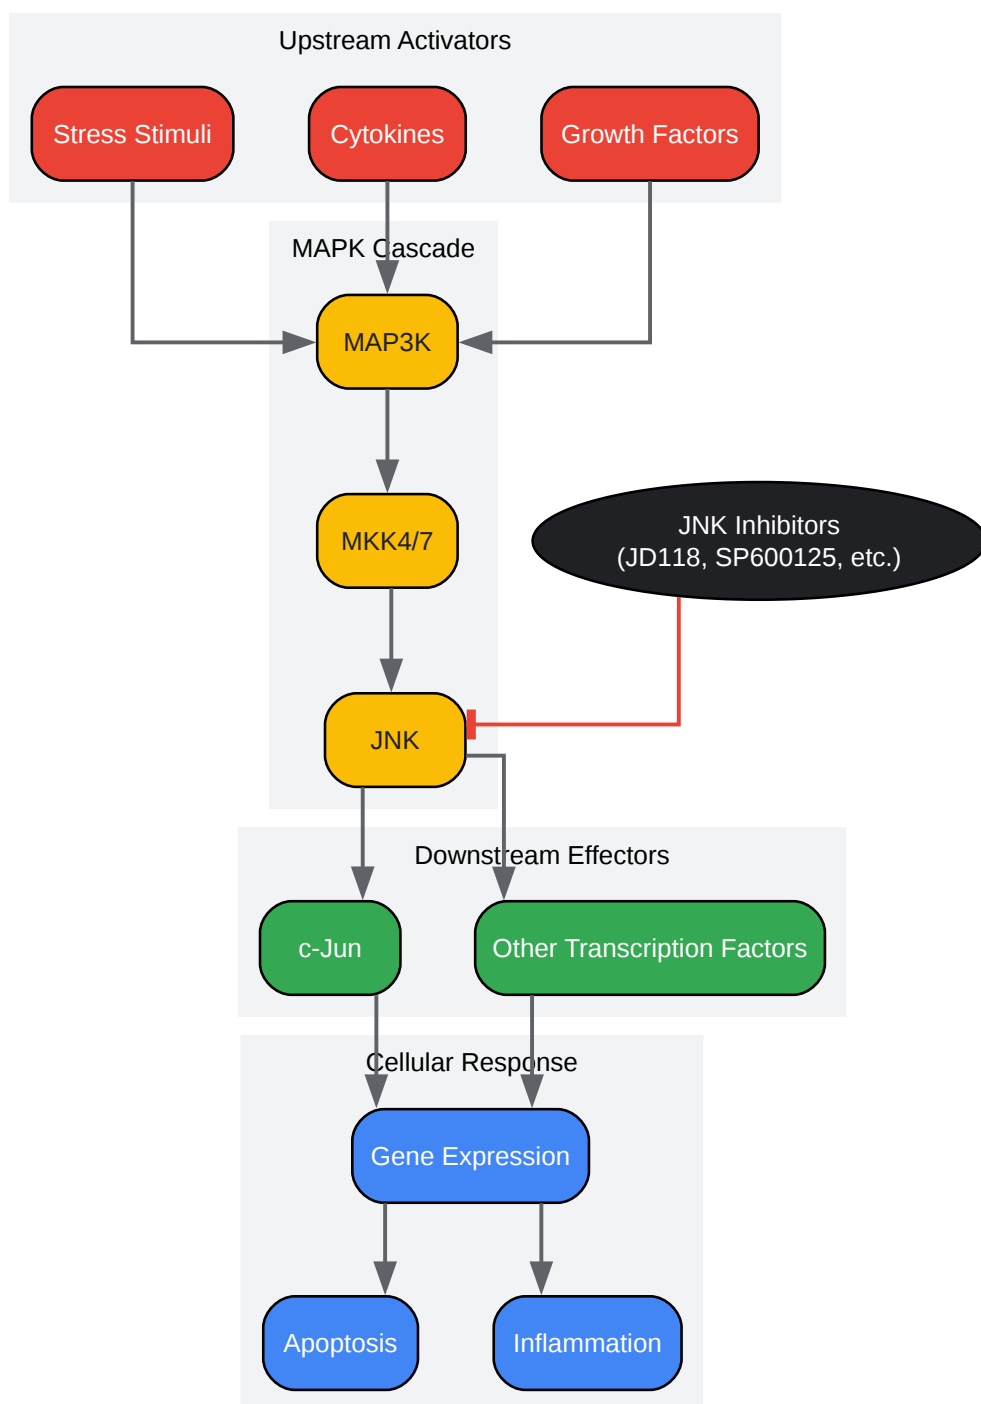 Upstream Activators
Stress Stimuli
Cytokines
Growth Factors
MAPK Cascade
MAP3K
MKK4/7
JNK Inhibitors
(JD118, SP600125, etc.)
JNK
Downstream Effectors
c-Jun
Other Transcription Factors
Cellular Response
Gene Expression
Apoptosis
Inflammation